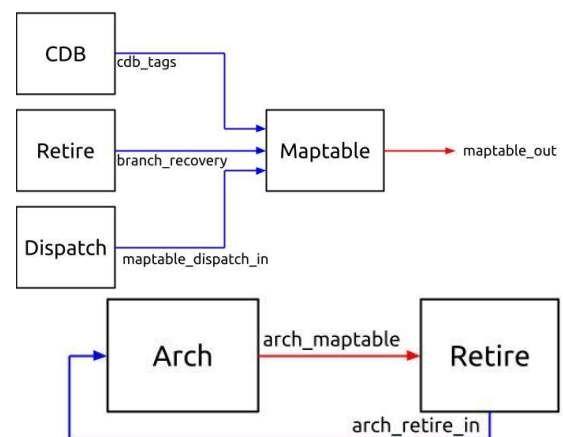 CDB
cdb_tags
Retire
branch_recovery
Maptable
maptable_out
Dispatch
maptable_dispatch_in
Arch
arch_maptable
Retire
arch_retire_in